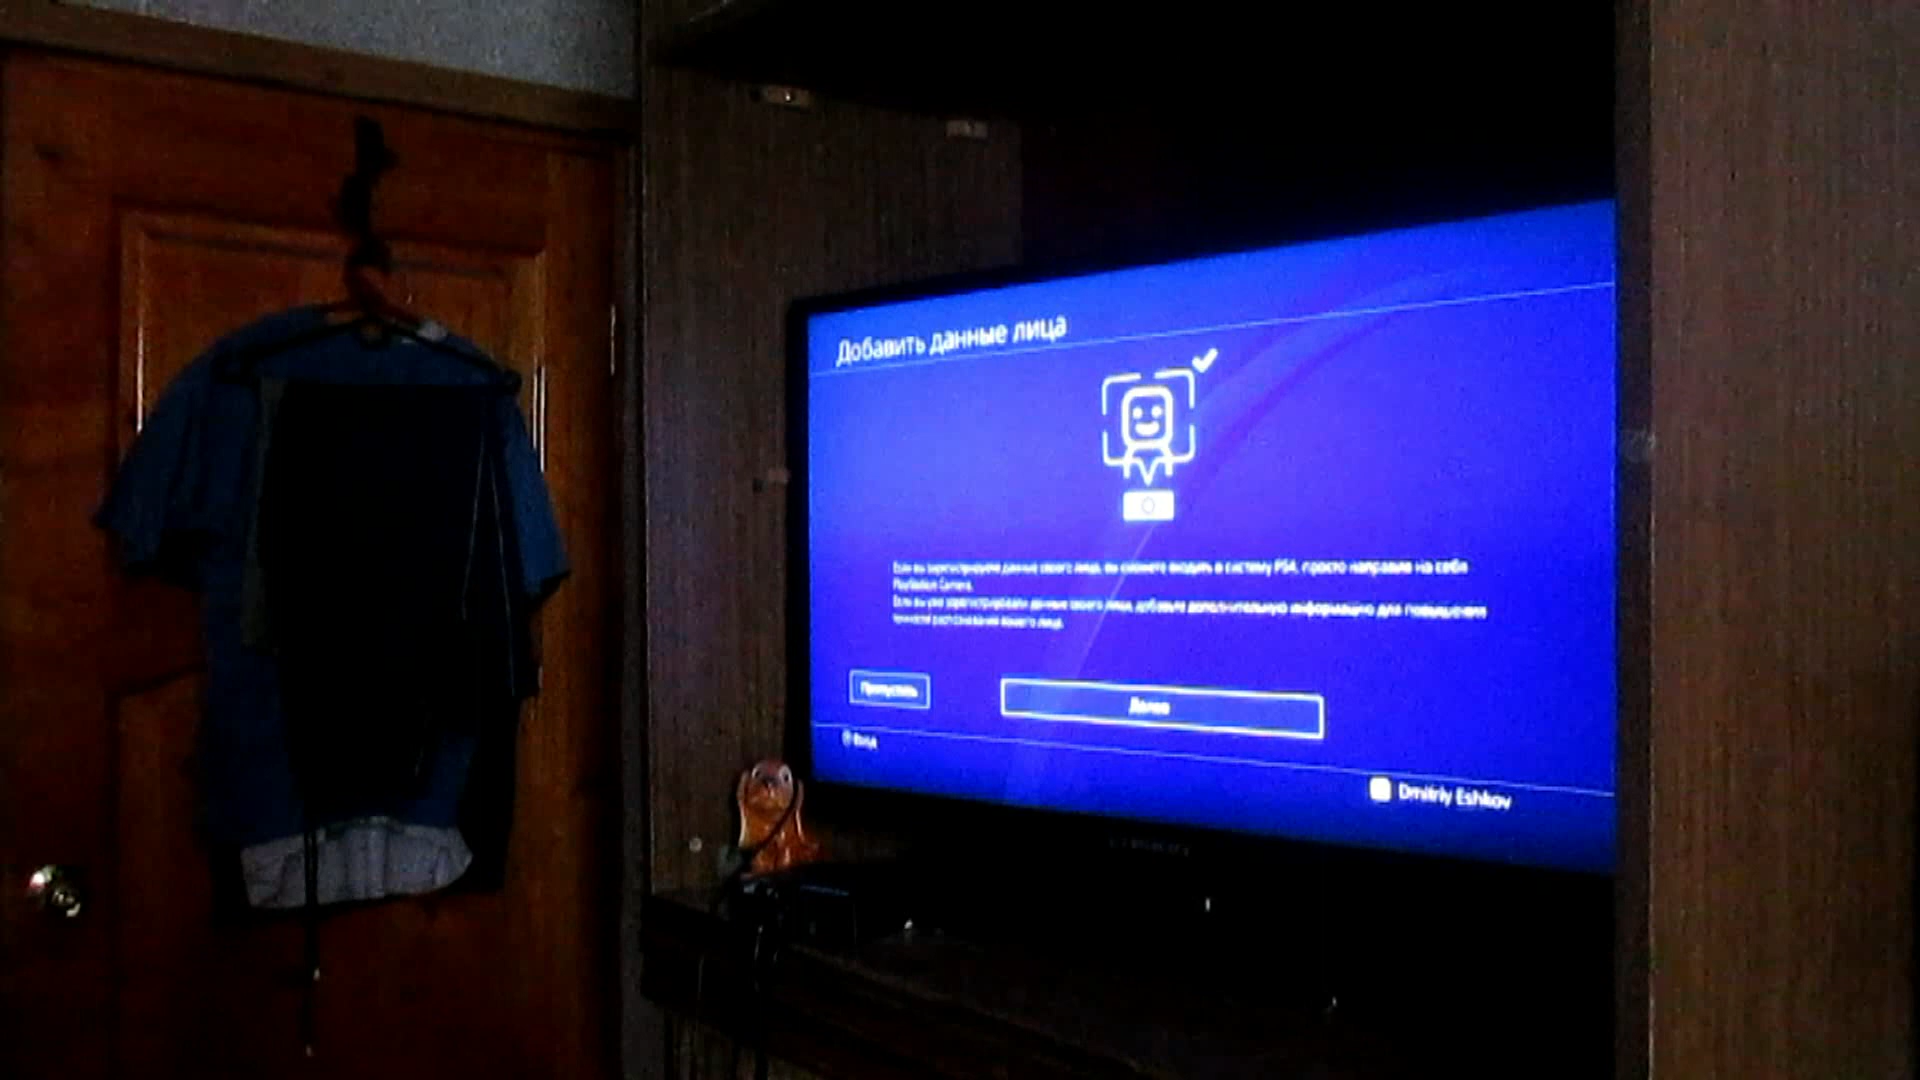 Добавить данные лица
Если вы зарегистрируете данные своего лица, вы сможете входить в систему PS4, просто направив на себя
PlayStation Camera.
Если вы уже зарегистрировали данные своего лица, добавьте дополнительную информацию для повышения
точности распознавания вашего лица.
Пропустить
Далее
Вход
Dmitriy Eshkov